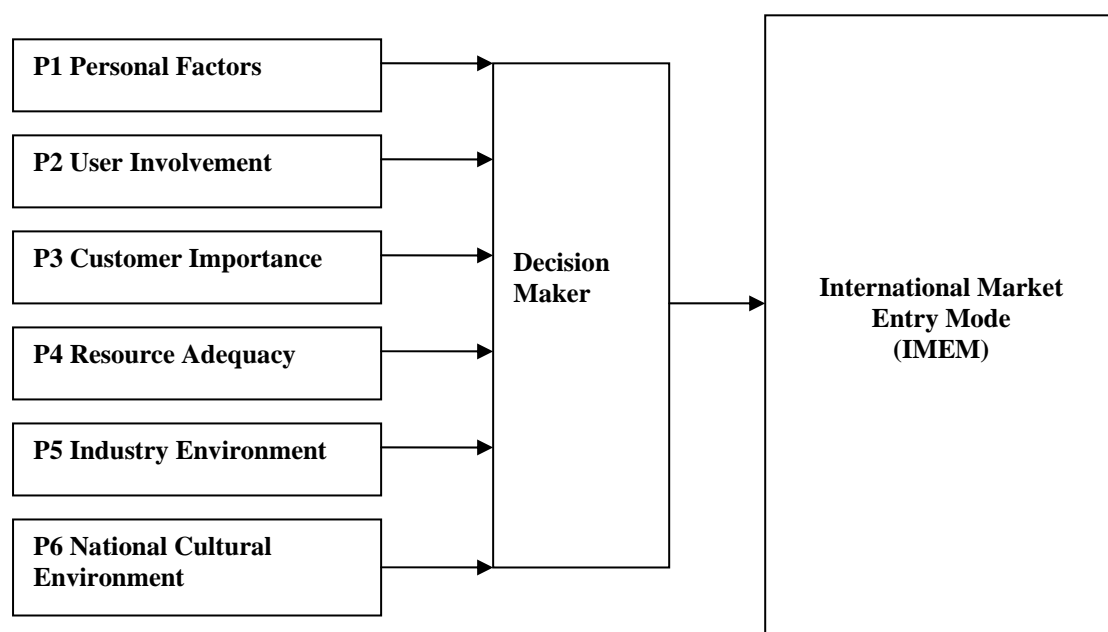 P1 Personal Factors
P2 User Involvement
P3 Customer Importance
P4 Resource Adequacy
P5 Industry Environment
P6 National Cultural
Environment
Decision
Maker
International Market
Entry Mode
(IMEM)